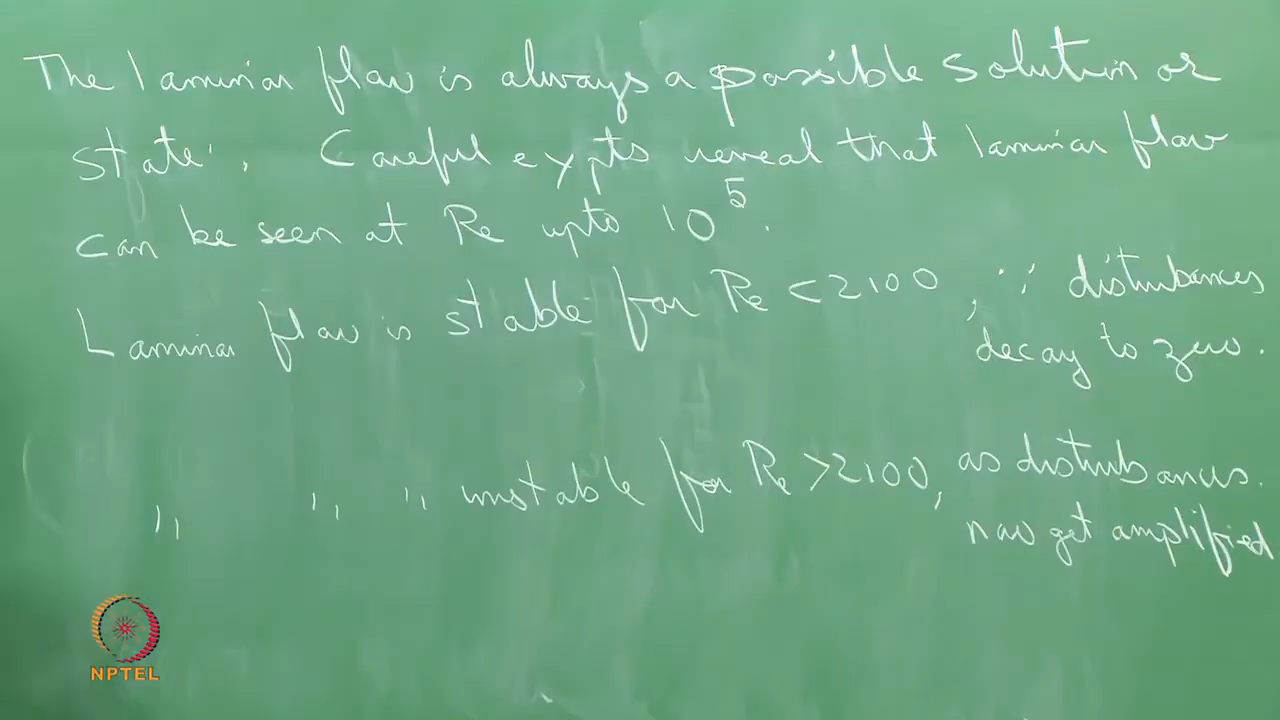 The laminar flow is always a possible solution or
state. Careful expts reveal that laminar flow
can be seen at Re upto 10^5.
Laminar flow is stable for Re < 2100, ∵ disturbances
decay to zero.
" " " unstable for Re > 2100, as disturbances.
now get amplified
NPTEL